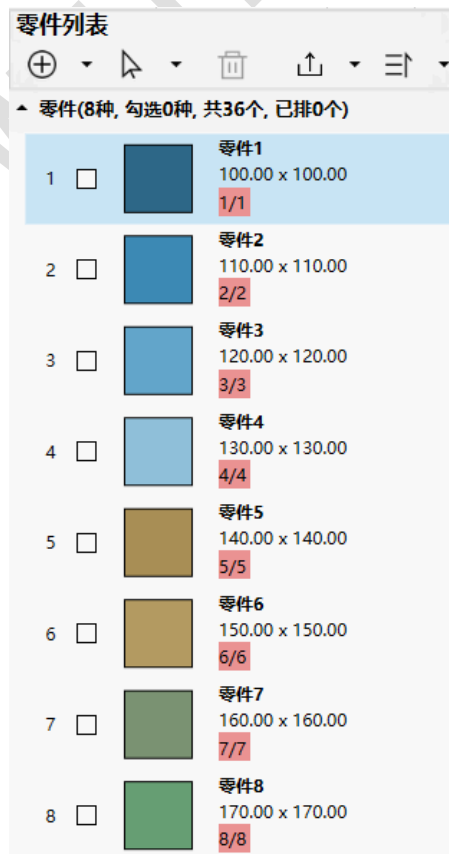 零件列表
零件(8种, 勾选0种, 共36个, 已排0个)
零件1
1
100.00 x 100.00
1/1
零件2
2
110.00 x 110.00
2/2
零件3
3
120.00 x 120.00
3/3
零件4
4
130.00 x 130.00
4/4
零件5
5
140.00 x 140.00
5/5
零件6
6
150.00 x 150.00
6/6
零件7
7
160.00 x 160.00
7/7
零件8
8
170.00 x 170.00
8/8